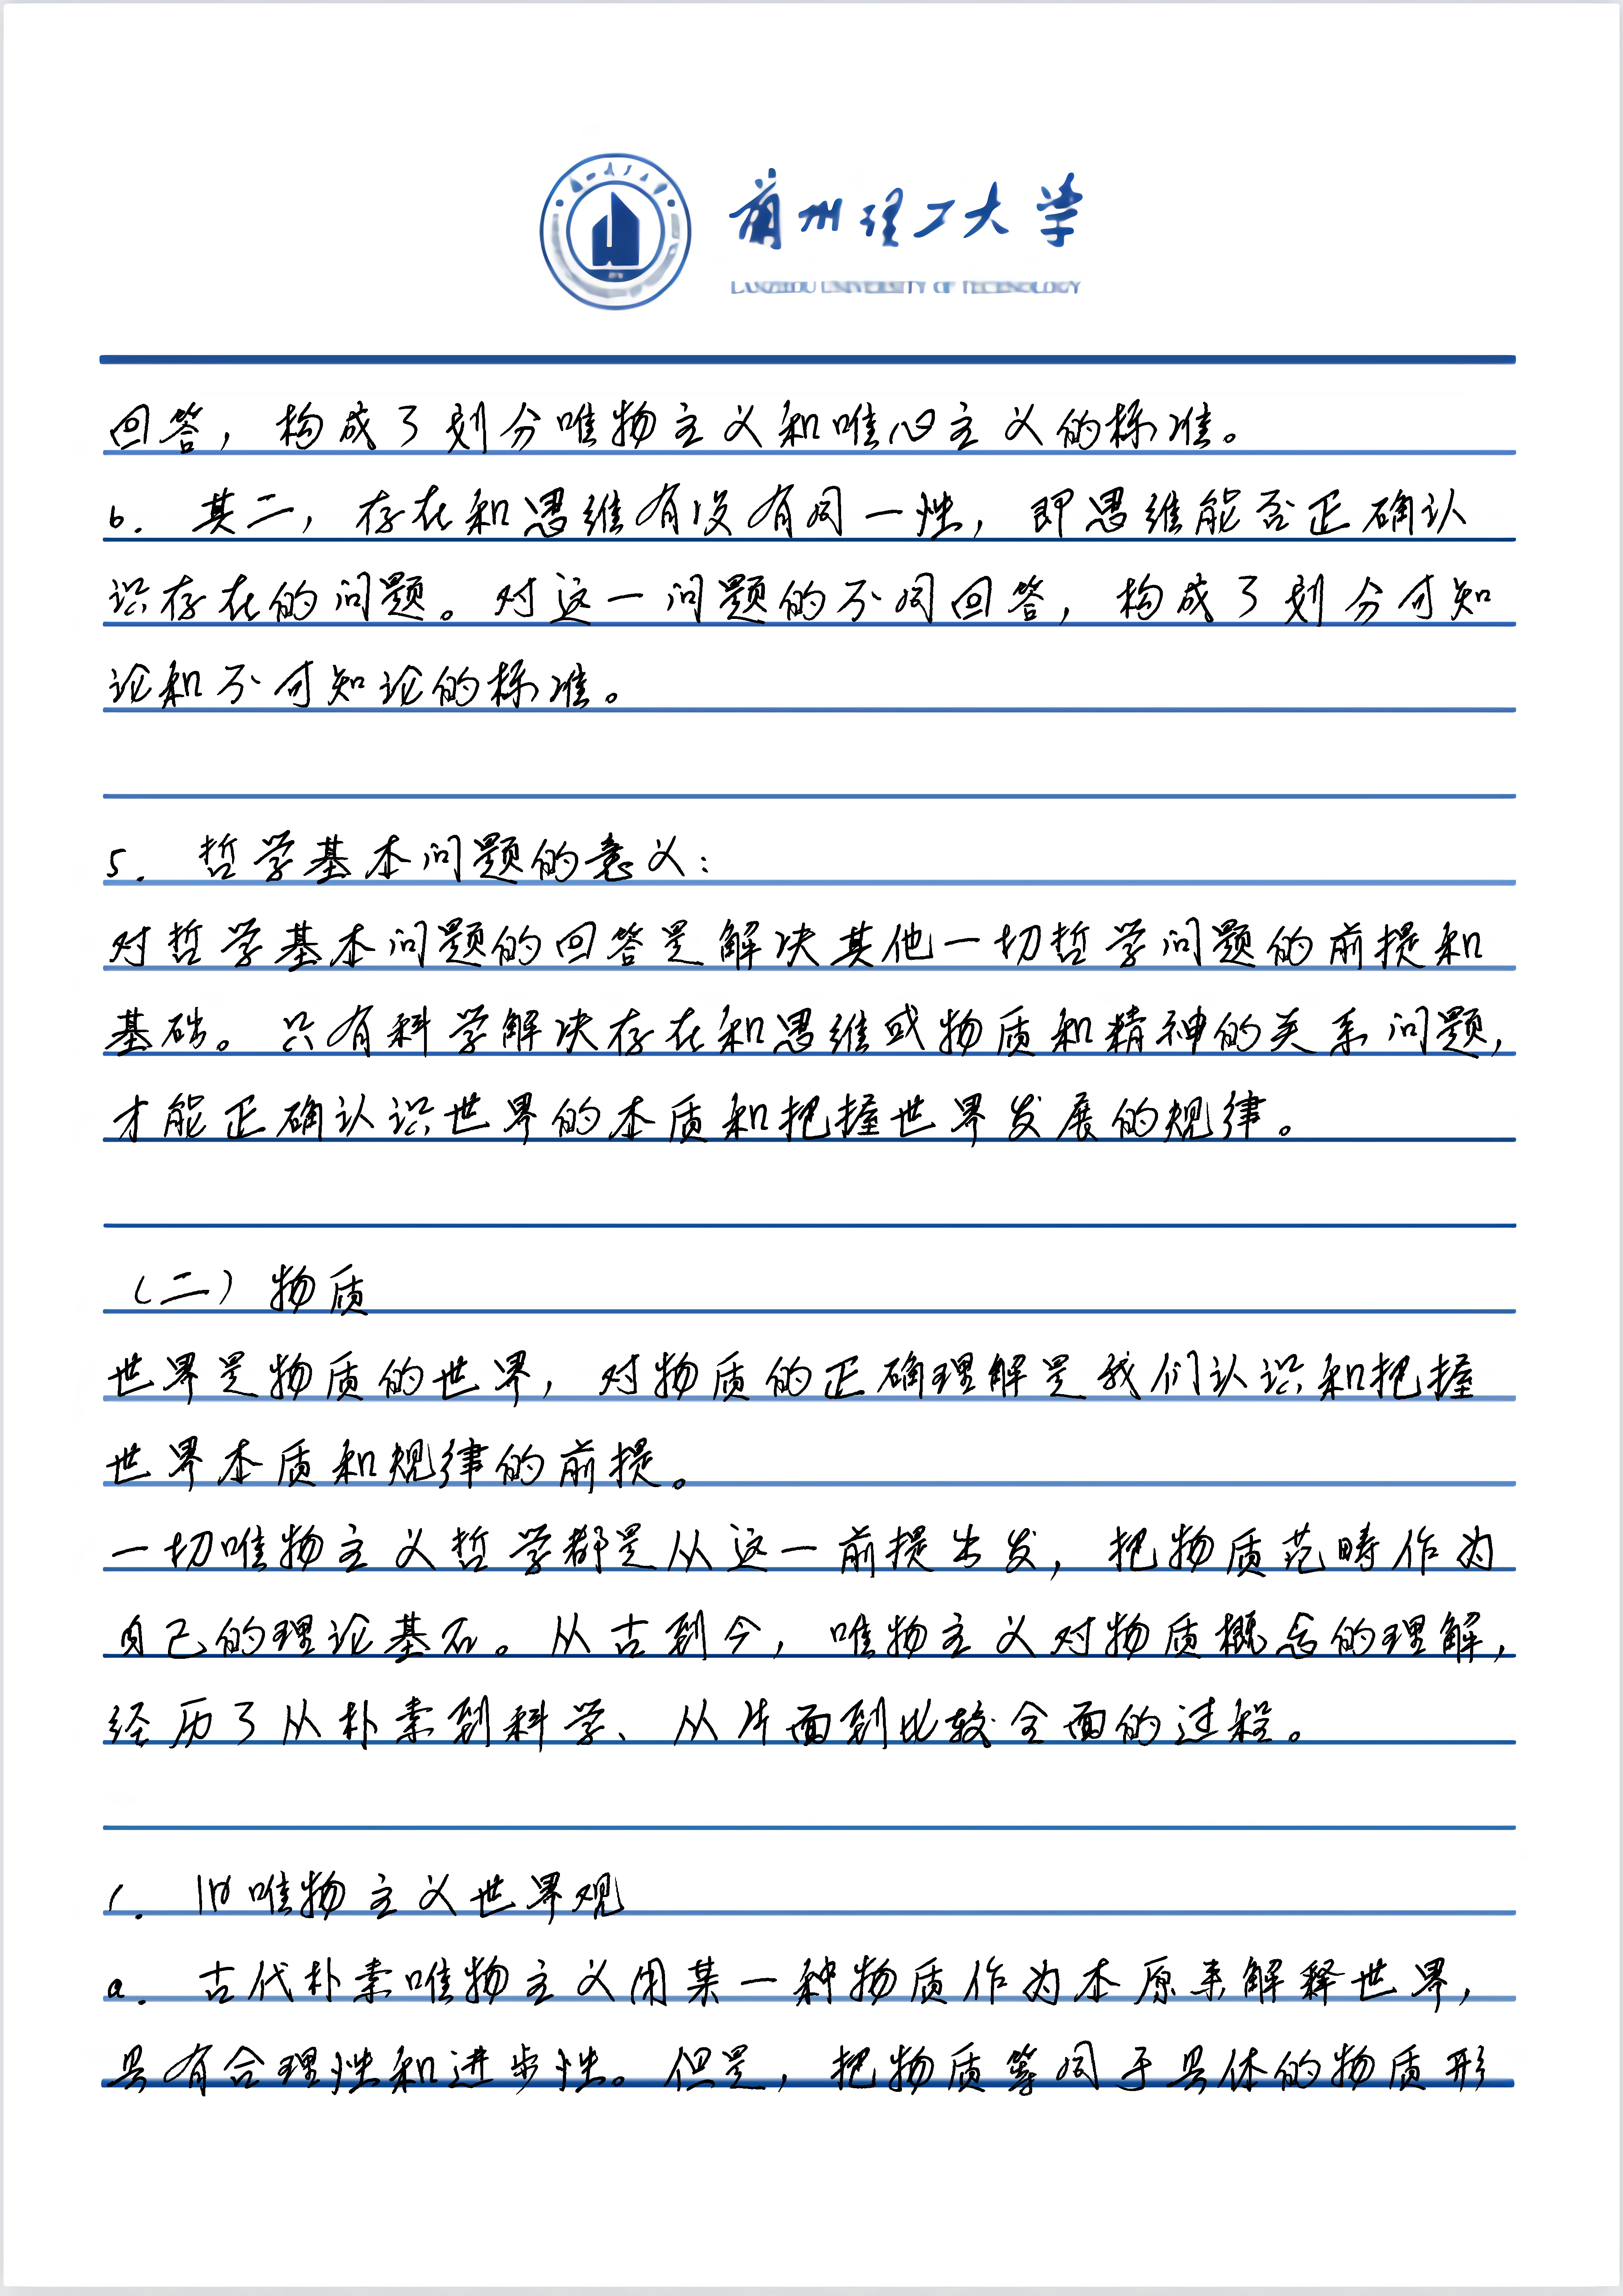 蘭州理工大学
LANZHOU UNIVERSITY OF TECHNOLOGY
回答，构成了划分唯物主义和唯心主义的标准。
b. 其二，存在和思维有没有同一性，即思维能否正确认
识存在的问题。对这一问题的不同回答，构成了划分可知
论和不可知论的标准。
5. 哲学基本问题的意义：
对哲学基本问题的回答是解决其他一切哲学问题的前提和
基础。只有科学解决存在和思维或物质和精神的关系问题，
才能正确认识世界的本质和把握世界发展的规律。
（二）物质
世界是物质的世界，对物质的正确理解是我们认识和把握
世界本质和规律的前提。
一切唯物主义哲学都是从这一前提出发，把物质范畴作为
自己的理论基石。从古到今，唯物主义对物质概念的理解，
经历了从朴素到科学、从片面到比较全面的过程。
1. 旧唯物主义世界观
a. 古代朴素唯物主义用某一种物质作为本原来解释世界，
具有合理性和进步性。但是，把物质等同于具体的物质形